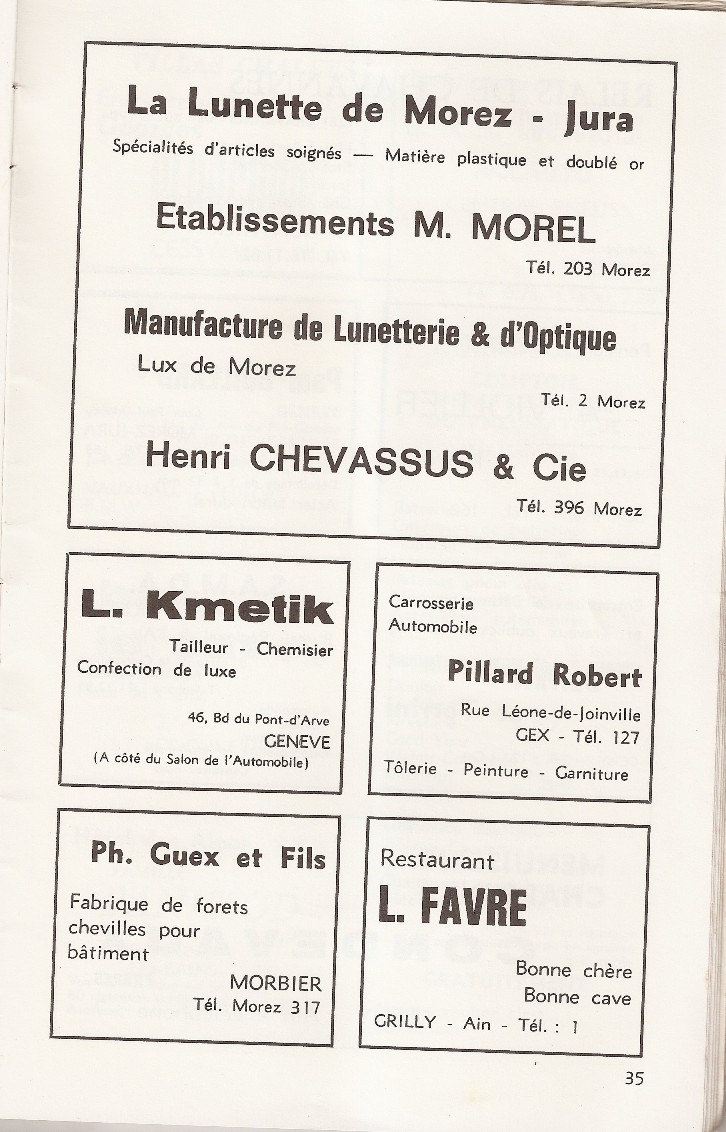 La Lunette de Morez - Jura
Spécialités d'articles soignés — Matière plastique et doublé or
Etablissements M. MOREL
Tél. 203 Morez
Manufacture de Lunetterie & d'Optique
Lux de Morez
Tél. 2 Morez
Henri CHEVASSUS & Cie
Tél. 396 Morez
L. Kmetik
Tailleur - Chemisier
Confection de luxe
46, Bd du Pont-d'Arve
GENEVE
(A côté du Salon de l'Automobile)
Carrosserie
Automobile
Pillard Robert
Rue Léone-de-Joinville
GEX - Tél. 127
Tôlerie - Peinture - Garniture
Ph. Guex et Fils
Fabrique de forets
chevilles pour
bâtiment
MORBIER
Tél. Morez 317
Restaurant
L. FAVRE
Bonne chère
Bonne cave
GRILLY - Ain - Tél. : 1
35